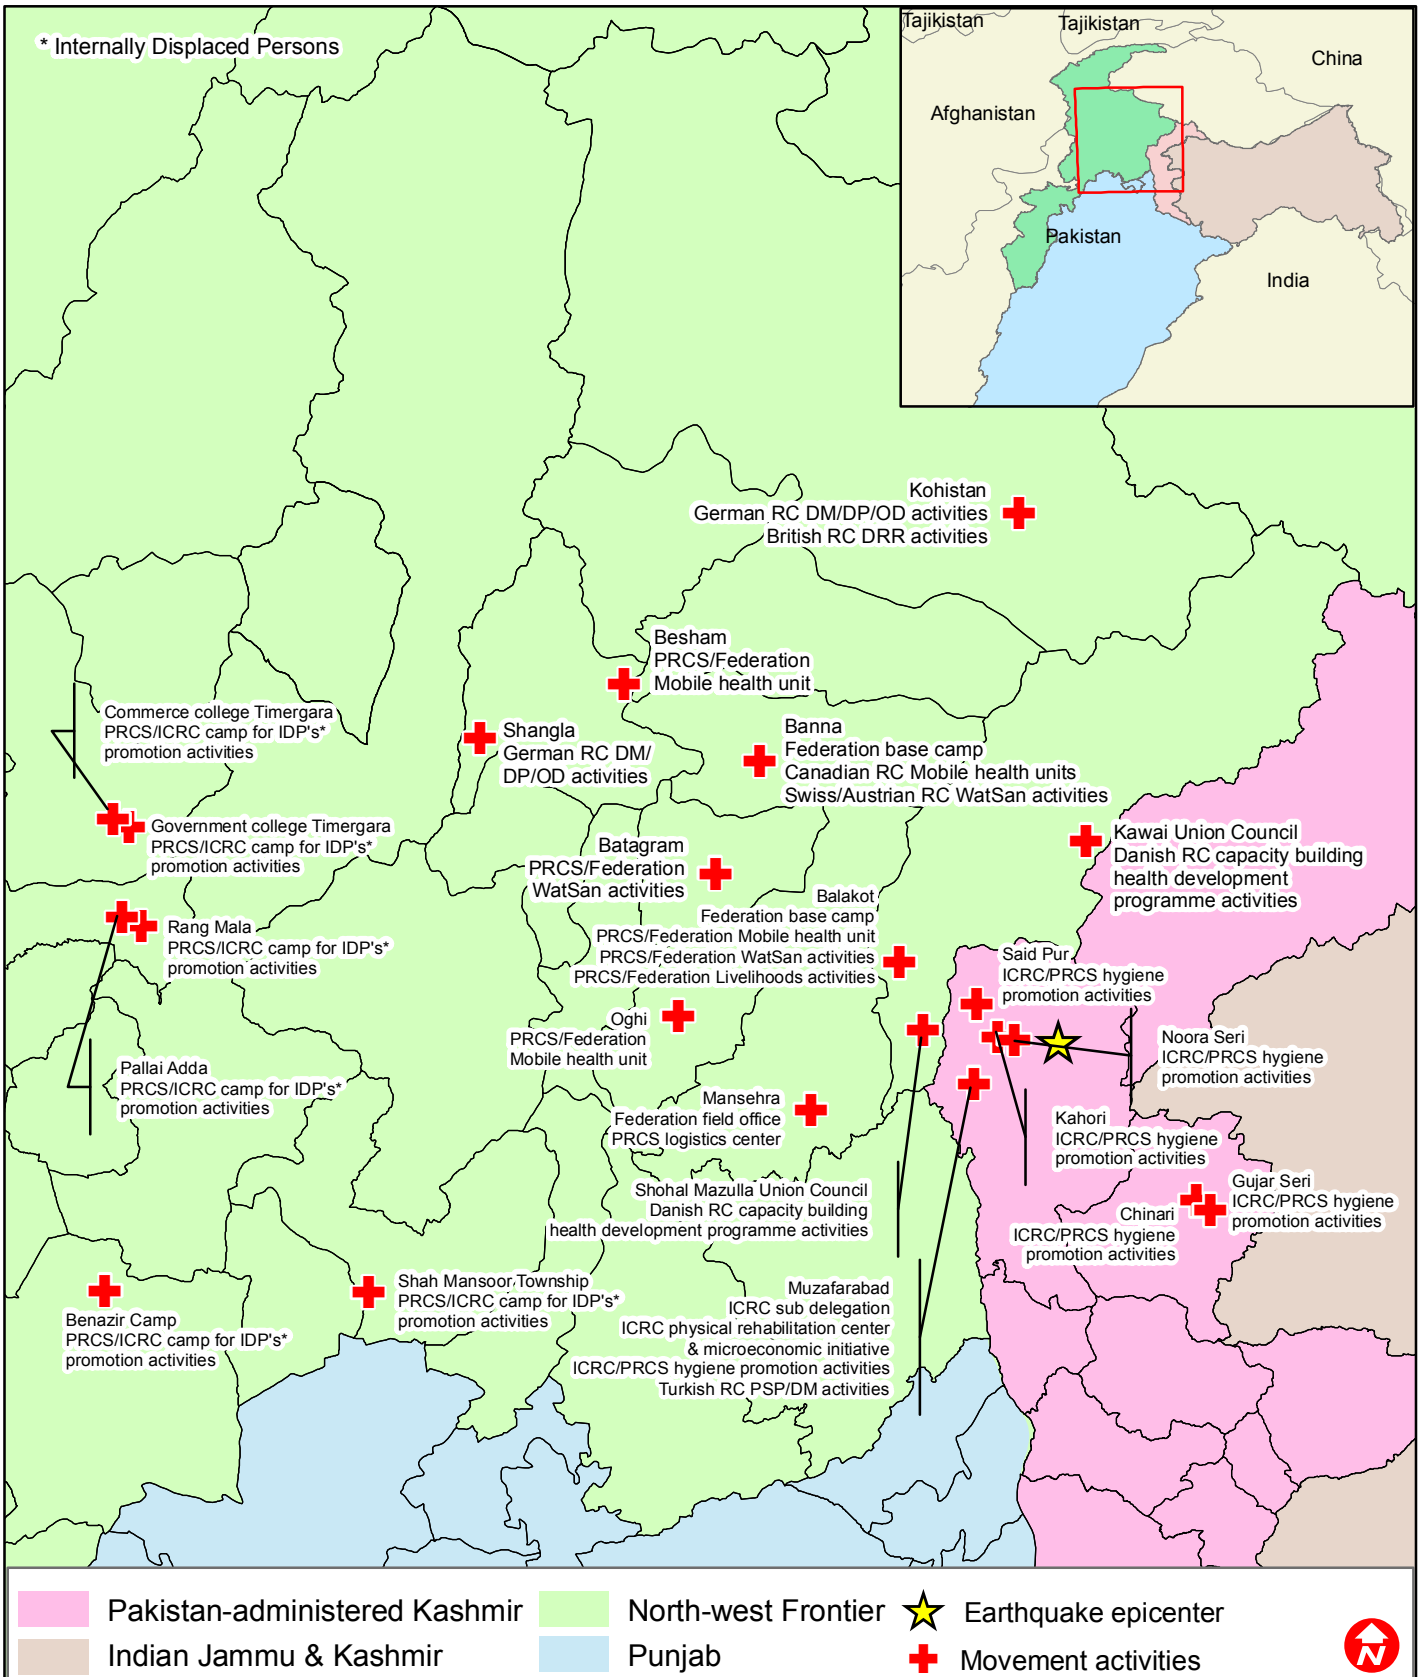 * Internally Displaced Persons
Tajikistan
Tajikistan
China
Afghanistan
Pakistan
India
Kohistan
German RC DM/DP/OD activities
British RC DRR activities
Besham
PRCS/Federation
Mobile health unit
Commerce college Timergara
PRCS/ICRC camp for IDP's*
promotion activities
Shangla
German RC DM/
DP/OD activities
Banna
Federation base camp
Canadian RC Mobile health units
Swiss/Austrian RC WatSan activities
Government college Timergara
PRCS/ICRC camp for IDP's*
promotion activities
Kawai Union Council
Danish RC capacity building
health development
programme activities
Batagram
PRCS/Federation
WatSan activities
Balakot
Federation base camp
PRCS/Federation Mobile health unit
PRCS/Federation WatSan activities
PRCS/Federation Livelihoods activities
Rang Mala
PRCS/ICRC camp for IDP's*
promotion activities
Said Pur
ICRC/PRCS hygiene
promotion activities
Oghi
PRCS/Federation
Mobile health unit
Noora Seri
ICRC/PRCS hygiene
promotion activities
Pallai Adda
PRCS/ICRC camp for IDP's*
promotion activities
Mansehra
Federation field office
PRCS logistics center
Kahori
ICRC/PRCS hygiene
promotion activities
Shohal Mazulla Union Council
Danish RC capacity building
health development programme activities
Gujar Seri
ICRC/PRCS hygiene
promotion activities
Chinari
ICRC/PRCS hygiene
promotion activities
Shah Mansoor Township
PRCS/ICRC camp for IDP's*
promotion activities
Muzafarabad
ICRC sub delegation
ICRC physical rehabilitation center
& microeconomic initiative
ICRC/PRCS hygiene promotion activities
Turkish RC PSP/DM activities
Benazir Camp
PRCS/ICRC camp for IDP's*
promotion activities
Pakistan-administered Kashmir
North-west Frontier
Earthquake epicenter
Indian Jammu & Kashmir
Punjab
Movement activities
N